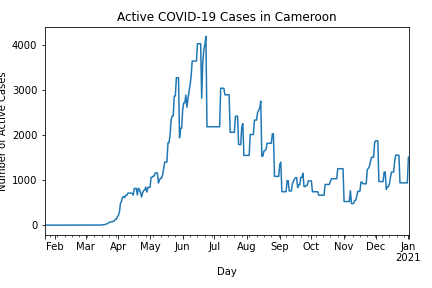 Active COVID-19 Cases in Cameroon
Number of Active Cases
4000
3000
2000
1000
0
Feb Mar Apr May Jun Jul Aug Sep Oct Nov Dec Jan
2021
Day